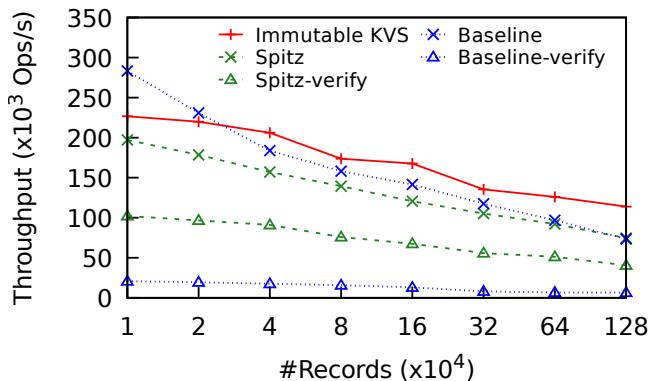 350
300
250
200
150
100
50
0
Throughput (x10³ Ops/s)
Immutable KVS
Spitz
Spitz-verify
Baseline
Baseline-verify
1 2 4 8 16 32 64 128
#Records (x10⁴)